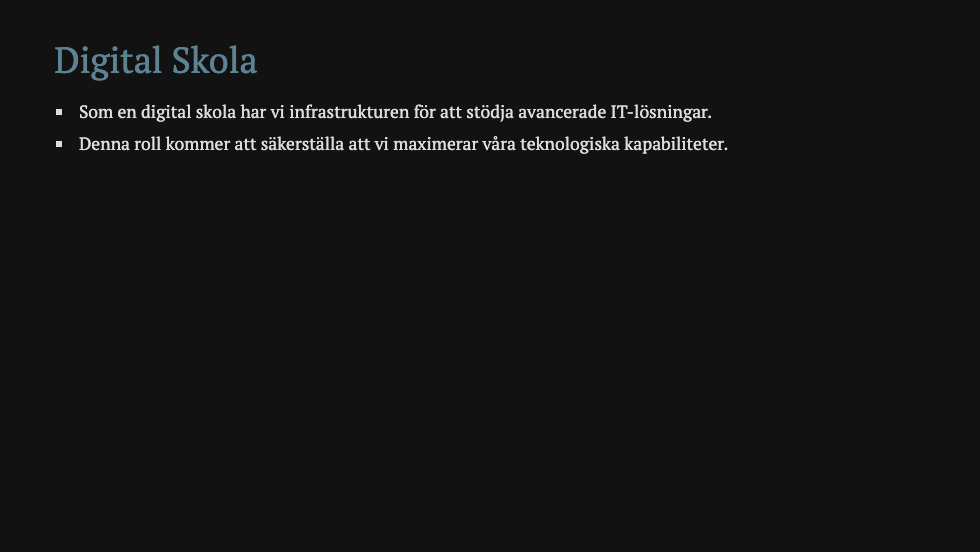 Digital Skola
Som en digital skola har vi infrastrukturen för att stödja avancerade IT-lösningar.
Denna roll kommer att säkerställa att vi maximerar våra teknologiska kapabiliteter.